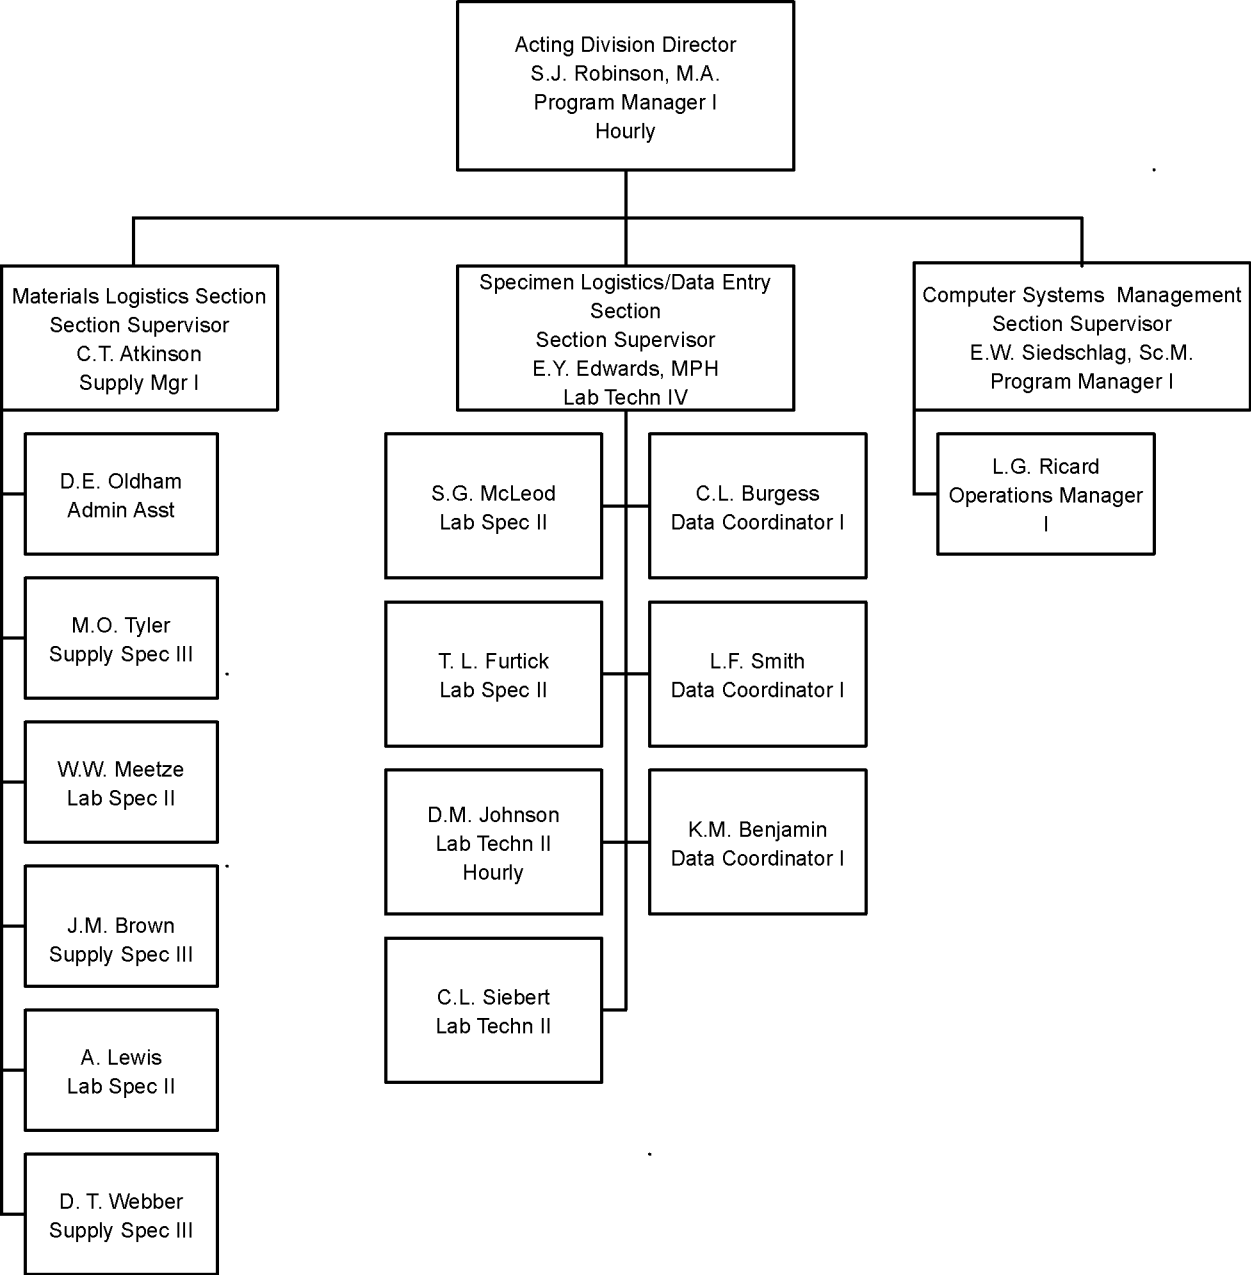 Acting Division Director
S.J. Robinson, M.A.
Program Manager I
Hourly
Materials Logistics Section
Section Supervisor
C.T. Atkinson
Supply Mgr I
Specimen Logistics/Data Entry
Section
Section Supervisor
E.Y. Edwards, MPH
Lab Techn IV
Computer Systems Management
Section Supervisor
E.W. Siedschlag, Sc.M.
Program Manager I
D.E. Oldham
Admin Asst
M.O. Tyler
Supply Spec III
W.W. Meetze
Lab Spec II
J.M. Brown
Supply Spec III
A. Lewis
Lab Spec II
D. T. Webber
Supply Spec III
S.G. McLeod
Lab Spec II
C.L. Burgess
Data Coordinator I
T. L. Furtick
Lab Spec II
L.F. Smith
Data Coordinator I
D.M. Johnson
Lab Techn II
Hourly
K.M. Benjamin
Data Coordinator I
C.L. Siebert
Lab Techn II
L.G. Ricard
Operations Manager
I